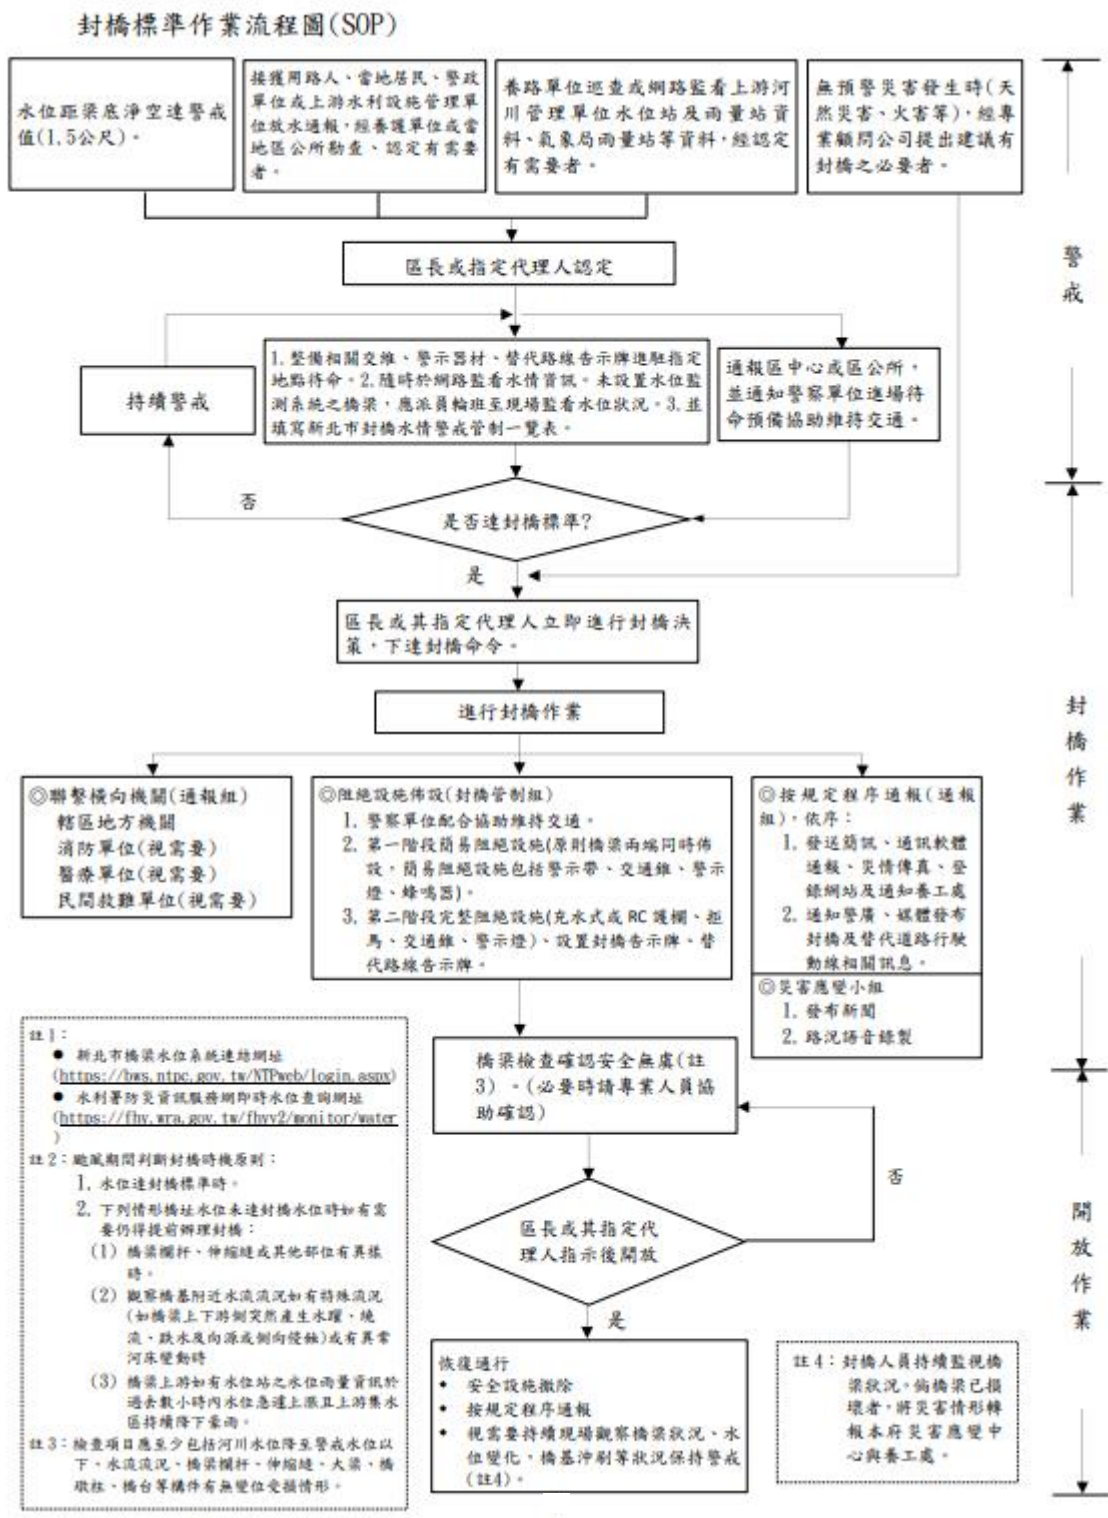 封橋標準作業流程圖(SOP)
水位距梁底淨空達警戒
值(1.5公尺)。
接獲用路人、當地居民、警政
單位或上游水利設施管理單
位放水通報,經養護單位或當
地區公所勘查、認定有需要
者。
養路單位巡查或網路監看上游河
川管理單位水位站及雨量站資
料、氣象局雨量站等資料,經認定
有需要者。
無預警災害發生時(天
然災害、火害等),經專
業顧問公司提出建議有
封橋之必要者。
警戒
區長或指定代理人認定
持續警戒
1.整備相關交維、警示器材、替代路線告示牌進駐指定
地點待命。2.隨時於網路監看水情資訊。未設置水位監
測系統之橋梁,應派員輪班至現場監看水位狀況。3.並
填寫新北市封橋水情警戒管制一覽表。
通報區中心或區公所,
並通知警察單位進場待
命預備協助維持交通。
否
是否達封橋標準?
是
區長或其指定代理人立即進行封橋決
策,下達封橋命令。
進行封橋作業
封橋作業
◎聯繫橫向機關(通報組)
轄區地方機關
消防單位(視需要)
醫療單位(視需要)
民間救難單位(視需要)
◎阻絕設施佈設(封橋管制組)
1. 警察單位配合協助維持交通。
2. 第一階段簡易阻絕設施(原則橋梁兩端同時佈
設,簡易阻絕設施包括警示帶、交通錐、警示
燈、蜂鳴器)。
3. 第二階段完整阻絕設施(充水式或 RC 護欄、拒
馬、交通錐、警示燈)、設置封橋告示牌、替
代路線告示牌。
◎按規定程序通報(通報
組),依序:
1. 發送簡訊、通訊軟體
通報、災情傳真、登
錄網站及通知養工處
2. 通知警廣、媒體發布
封橋及替代道路行駛
動線相關訊息。
◎災害應變小組
1. 發布新聞
2. 路況語音錄製
註1:
● 新北市橋梁水位系統連結網址
(https://bws.ntpc.gov.tw/NTPweb/login.aspx)
● 水利署防災資訊服務網即時水位查詢網址
(https://fhy.wra.gov.tw/fhyv2/monitor/water
)
註2:颱風期間判斷封橋時機原則:
1. 水位達封橋標準時。
2. 下列情形橋址水位未達封橋水位時如有需
要仍得提前辦理封橋:
(1) 橋梁欄杆、伸縮縫或其他部位有異樣
時。
(2) 觀察橋基附近水流流況如有特殊流況
(如橋梁上下游側突然產生水躍、繞
流、跌水及向源或側向侵蝕)或有異常
河床變動時
(3) 橋梁上游如有水位站之水位雨量資訊於
過去數小時內水位急遽上漲且上游集水
區持續降下豪雨。
註3:檢查項目應至少包括河川水位降至警戒水位以
下、水流流況、橋梁欄杆、伸縮縫、大梁、橋
墩柱、橋台等構件有無變位受損情形。
橋梁檢查確認安全無虞(註
3)。(必要時請專業人員協
助確認)
否
區長或其指定代
理人指示後開放
是
開放作業
恢復通行
• 安全設施撤除
• 按規定程序通報
• 視需要持續現場觀察橋梁狀況、水
位變化,橋基沖刷等狀況保持警戒
(註4)。
註4:封橋人員持續監視橋
梁狀況。倘橋梁已損
壞者,將災害情形轉
報本府災害應變中
心與養工處。